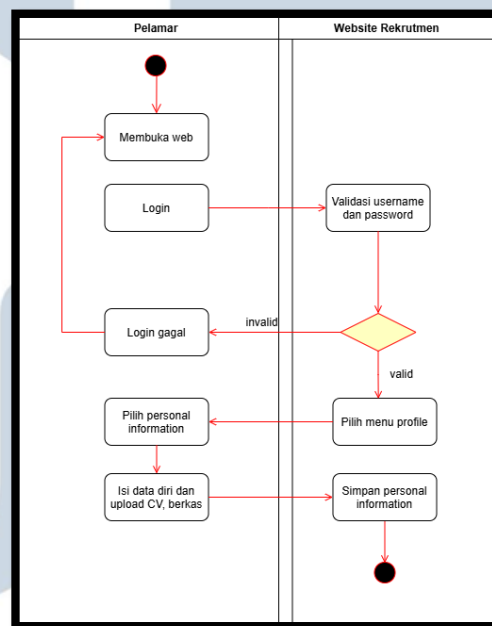 Pelamar
Website Rekrutmen
Membuka web
Login
Validasi username
dan password
invalid
Login gagal
valid
Pilih personal
information
Pilih menu profile
Isi data diri dan
upload CV, berkas
Simpan personal
information